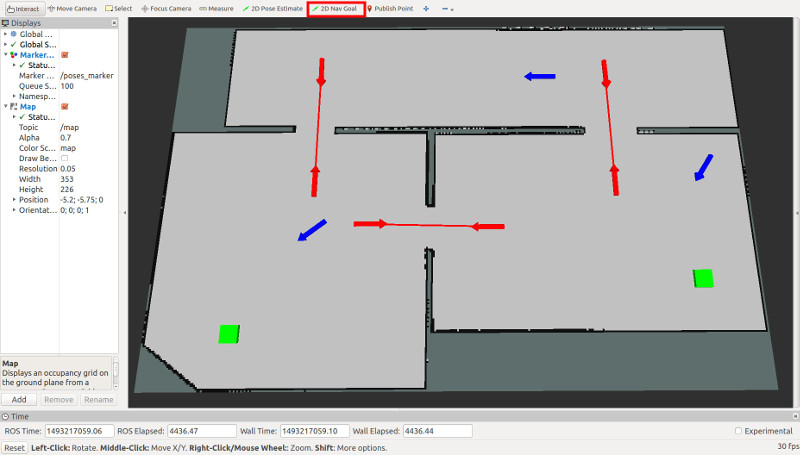 Interact Move Camera Select Focus Camera Measure 2D Pose Estimate 2D Nav Goal Publish Point
Displays
Global ...
Global S...
Marker...
Statu...
Marker ... /poses_marker
Queue S... 100
Namesp...
Map
Statu...
Topic /map
Alpha 0.7
Color Sc... map
Draw Be...
Resolution 0.05
Width 353
Height 226
Position -5.2; -5.75; 0
Orientat... 0; 0; 0; 1
Map
Displays an occupancy grid on
the ground plane from a
Add Remove Rename
Time
ROS Time: 1493217059.06 ROS Elapsed: 4436.47 Wall Time: 1493217059.10 Wall Elapsed: 4436.44 Experimental
Reset Left-Click: Rotate. Middle-Click: Move X/Y. Right-Click/Mouse Wheel: Zoom. Shift: More options. 30 fps